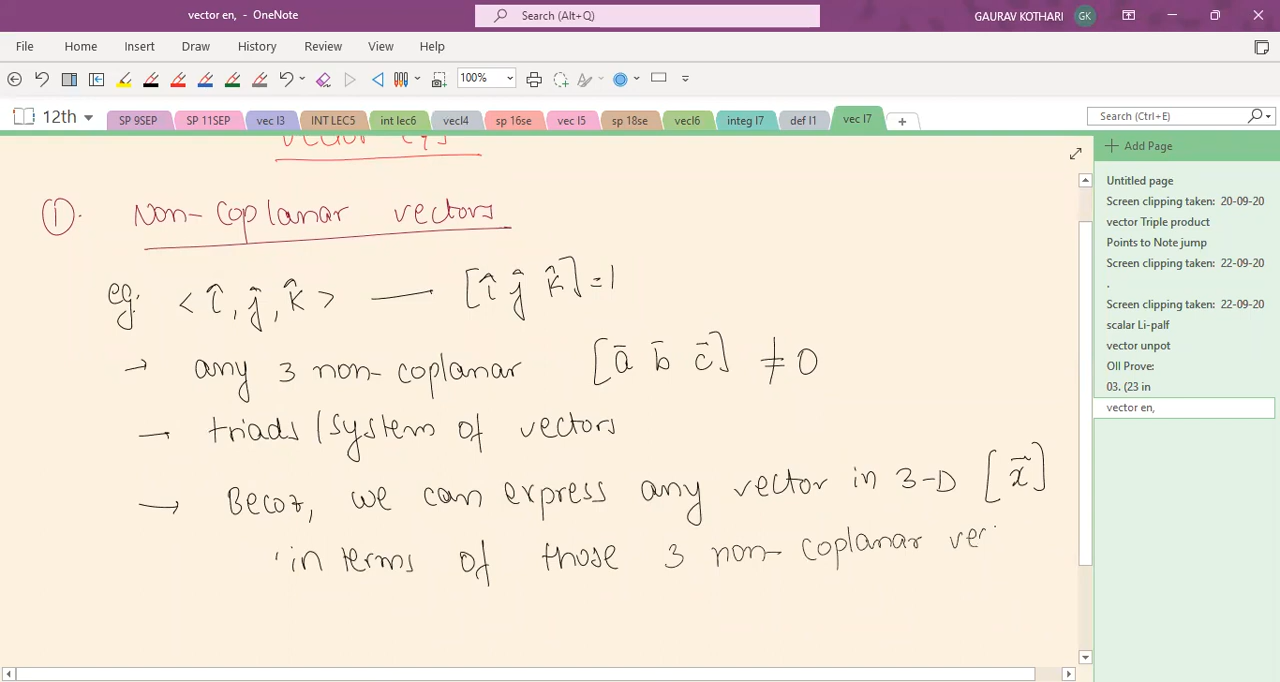 vector en, - OneNote
Search (Alt+Q)
GAURAV KOTHARI GK
File Home Insert Draw History Review View Help
100%
12th
SP 9SEP SP 11SEP vec l3 INT LEC5 int lec6 vecl4 sp 16se vec l5 sp 18se vecl6 integ l7 def l1 vec l7
Search (Ctrl+E)
Add Page
Untitled page
Screen clipping taken: 20-09-20
vector Triple product
Points to Note jump
Screen clipping taken: 22-09-20
.
Screen clipping taken: 22-09-20
scalar Li-palf
vector unpot
Oll Prove:
03. (23 in
vector en,
vector
①. Non-coplanar vectors
eg. < î, ĵ, k̂ > — [î ĵ k̂] = 1
→ any 3 non-coplanar [a̅ b̅ c̅] ≠ 0
→ triads / system of vectors
→ Becoz, we can express any vector in 3-D [x⃗]
in terms of those 3 non-coplanar vec